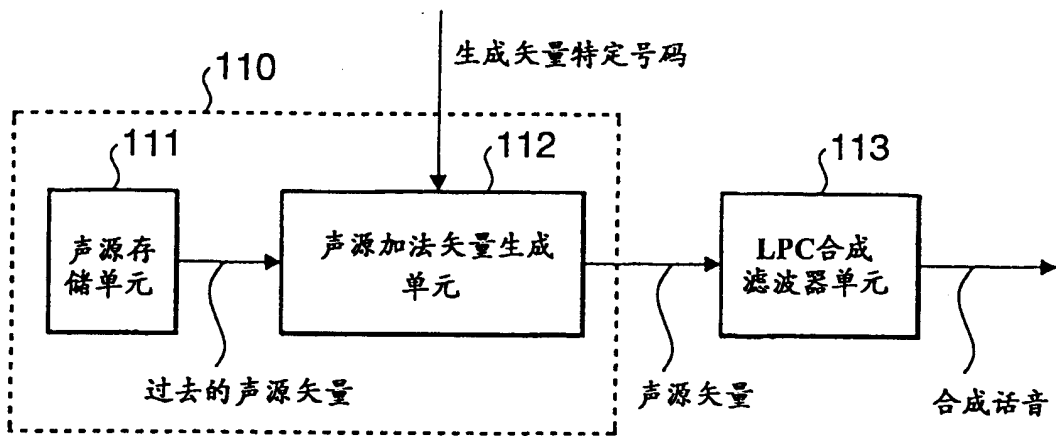 生成矢量特定号码
110
111
112
113
声源存
储单元
声源加法矢量生成
单元
LPC合成
滤波器单元
过去的声源矢量
声源矢量
合成话音